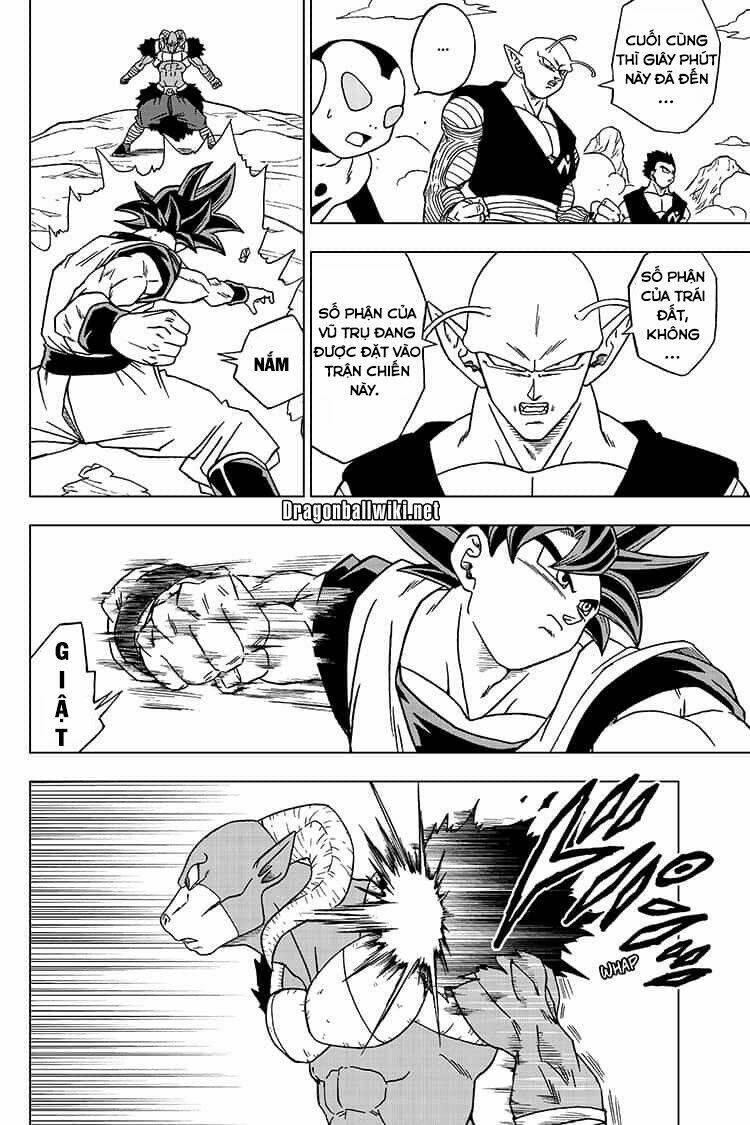 CUỐI CÙNG
THÌ GIÂY PHÚT
NÀY ĐÃ ĐẾN
...
...
SỐ PHẬN
CỦA TRÁI
ĐẤT,
KHÔNG
...
SỐ PHẬN CỦA
VŨ TRỤ ĐANG
ĐƯỢC ĐẶT VÀO
TRẬN CHIẾN
NÀY.
NẮM
Dragonballwiki.net
GIẬT
WHAP